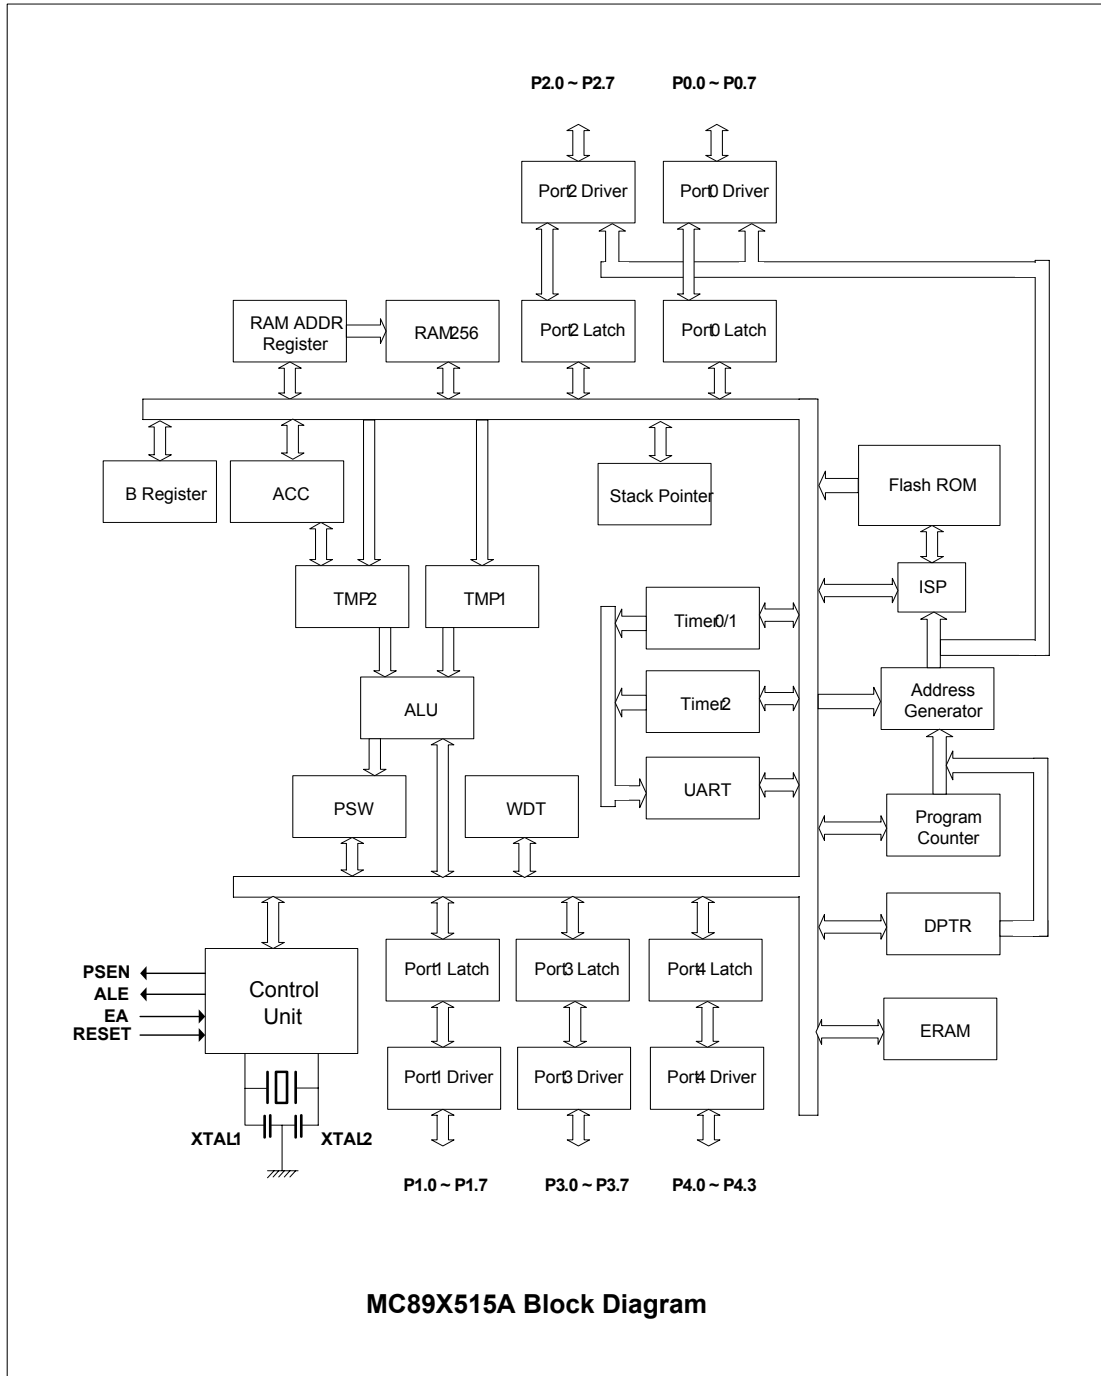 P2.0 ~ P2.7
P0.0 ~ P0.7
Port2 Driver
Port0 Driver
RAM ADDR
Register
RAM256
Port2 Latch
Port0 Latch
B Register
ACC
Stack Pointer
Flash ROM
TMP2
TMP1
ISP
Timer0/1
ALU
Timer2
Address
Generator
PSW
WDT
UART
Program
Counter
DPTR
PSEN
ALE
EA
RESET
Control
Unit
Port1 Latch
Port3 Latch
Port4 Latch
ERAM
Port1 Driver
Port3 Driver
Port4 Driver
XTAL1
XTAL2
P1.0 ~ P1.7
P3.0 ~ P3.7
P4.0 ~ P4.3
MC89X515A Block Diagram